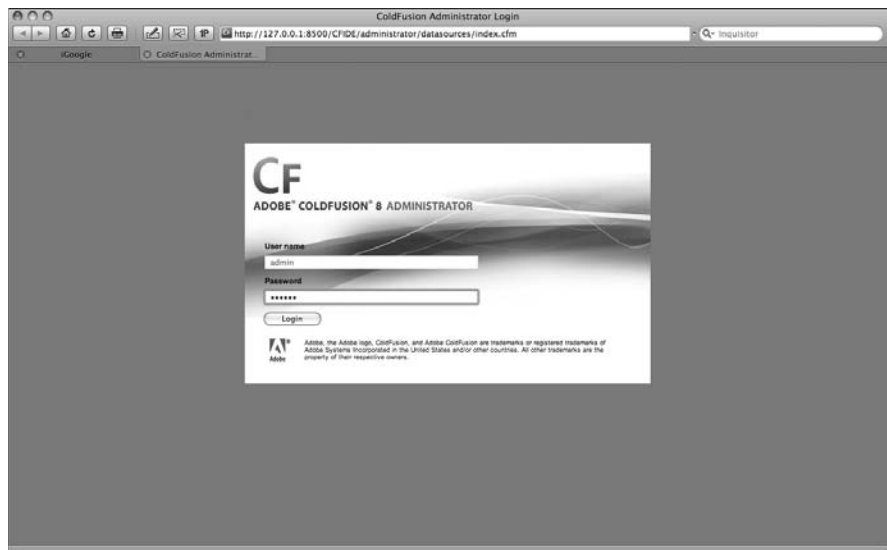 ColdFusion Administrator Login
1P http://127.0.0.1:8500/CFIDE/administrator/datasources/index.cfm Q Inquisitor
iGoogle ColdFusion Administrat...
CF
ADOBE® COLDFUSION® 8 ADMINISTRATOR
User name
admin
Password
••••••
Login
Adobe, the Adobe logo, ColdFusion, and Adobe ColdFusion are trademarks or registered trademarks of
Adobe Systems Incorporated in the United States and/or other countries. All other trademarks are the
property of their respective owners.
Adobe